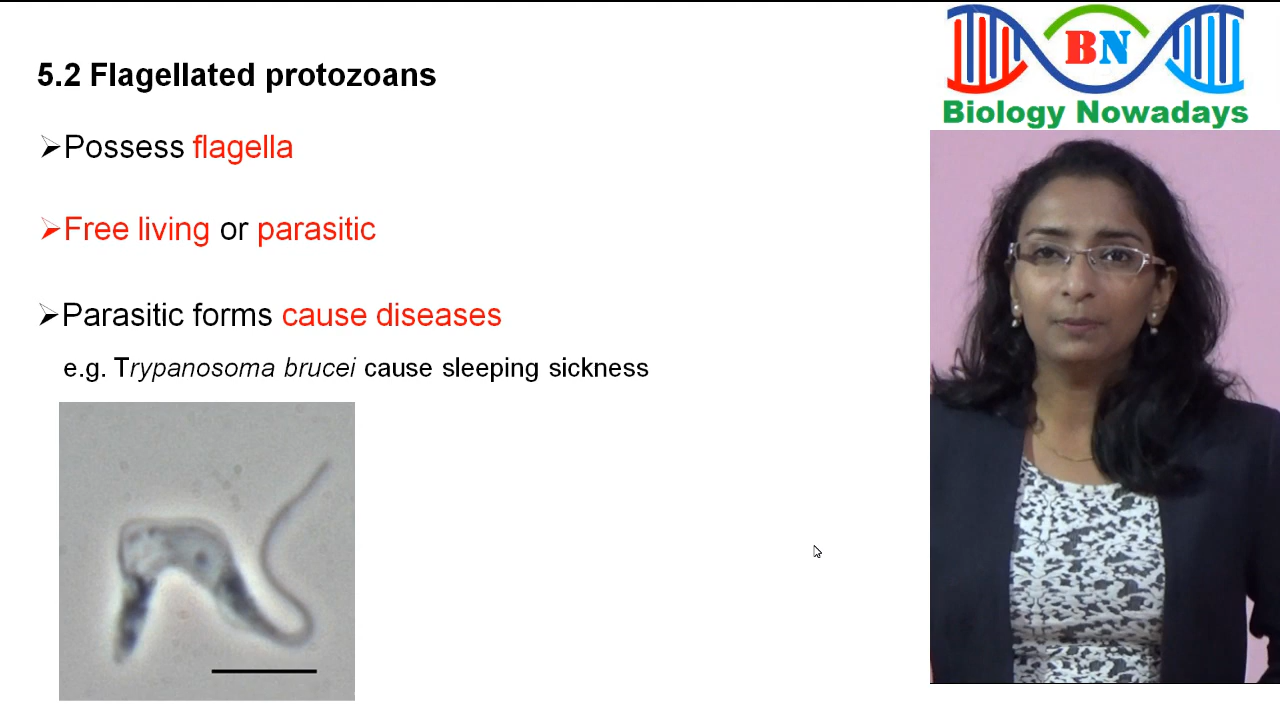 5.2 Flagellated protozoans
➢Possess flagella
➢Free living or parasitic
➢Parasitic forms cause diseases
e.g. Trypanosoma brucei cause sleeping sickness
BN
Biology Nowadays